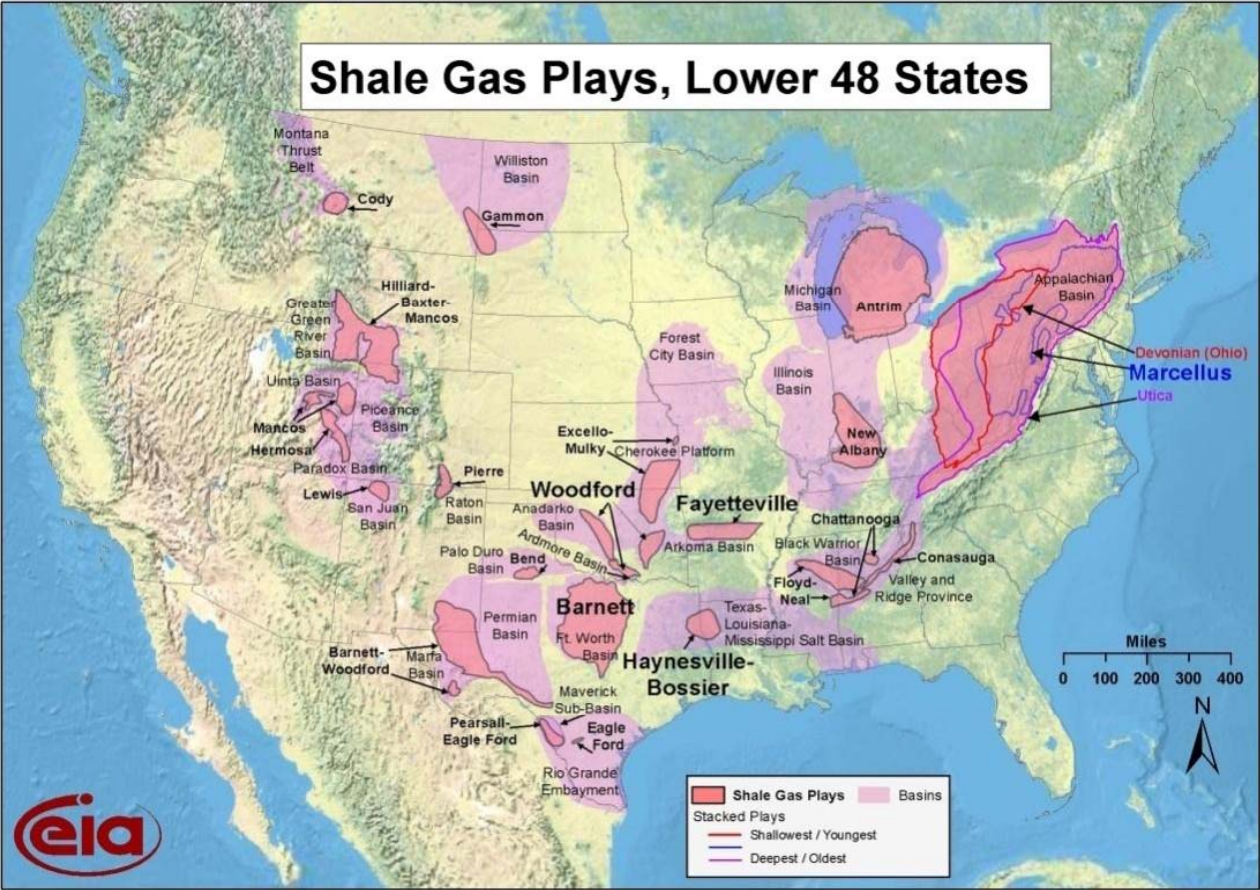 Shale Gas Plays, Lower 48 States
Montana
Thrust
Belt
Cody
Williston
Basin
Gammon
Hilliard-
Baxter-
Mancos
Greater
Green
River
Basin
Uinta Basin
Mancos
Piceance
Basin
Hermosa
Paradox Basin
Lewis
San Juan
Basin
Pierre
Raton
Basin
Michigan
Basin
Antrim
Appalachian
Basin
Devonian (Ohio)
Marcellus
Utica
Forest
City Basin
Illinois
Basin
New
Albany
Excello-
Mulky
Cherokee Platform
Woodford
Anadarko
Basin
Ardmore Basin
Fayetteville
Arkoma Basin
Palo Duro
Basin
Bend
Chattanooga
Black Warrior
Basin
Conasauga
Floyd-
Neal
Valley and
Ridge Province
Permian
Basin
Barnett
Ft. Worth
Basin
Texas-
Louisiana-
Mississippi Salt Basin
Haynesville-
Bossier
Barnett-
Woodford
Marfa
Basin
Maverick
Sub-Basin
Pearsall-
Eagle Ford
Eagle
Ford
Rio Grande
Embayment
Miles
0 100 200 300 400
N
Shale Gas Plays
Basins
Stacked Plays
Shallowest / Youngest
Deepest / Oldest
eia